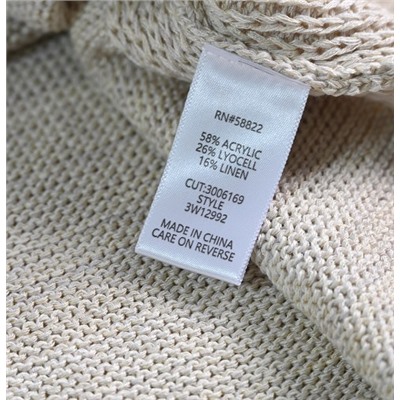 RN#58822
58% ACRYLIC
26% LYOCELL
16% LINEN
CUT:3006169
STYLE
3W12992
MADE IN CHINA
CARE ON REVERSE